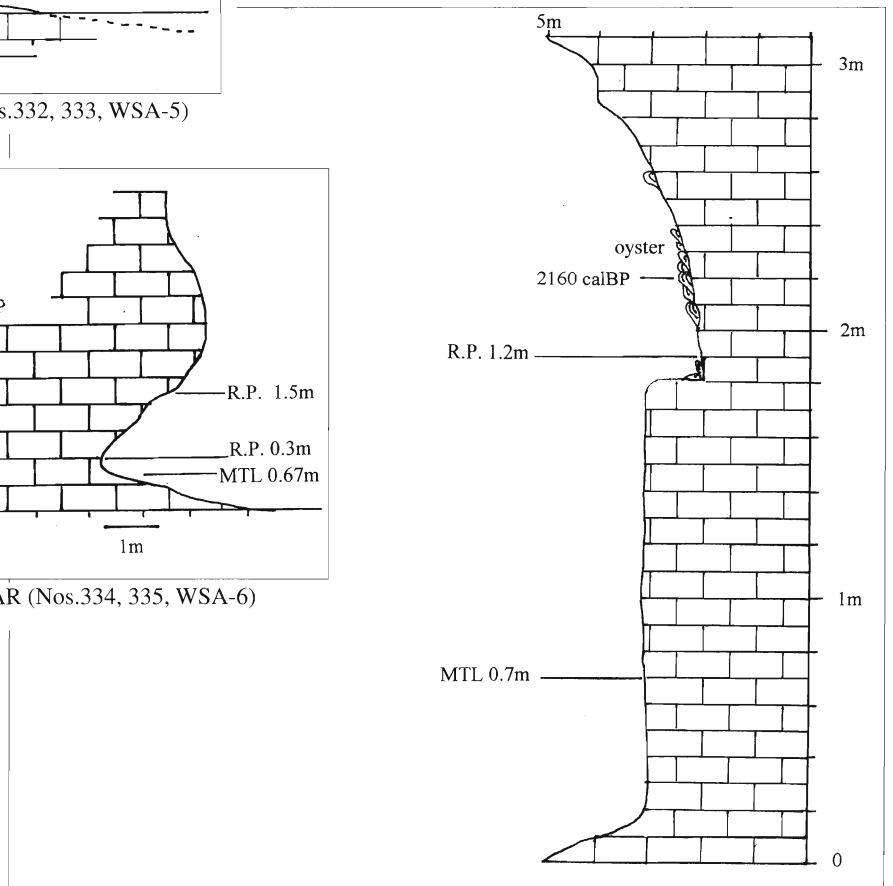 s.332, 333, WSA-5)
R.P. 1.5m
R.P. 0.3m
MTL 0.67m
1m
AR (Nos.334, 335, WSA-6)
5m
3m
oyster
2160 calBP
2m
R.P. 1.2m
1m
MTL 0.7m
0